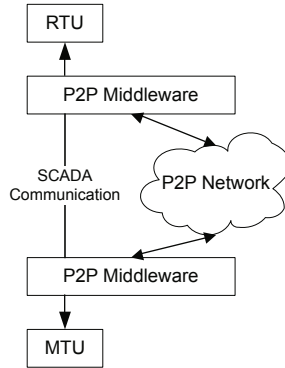 RTU
P2P Middleware
SCADA
Communication
P2P Network
P2P Middleware
MTU